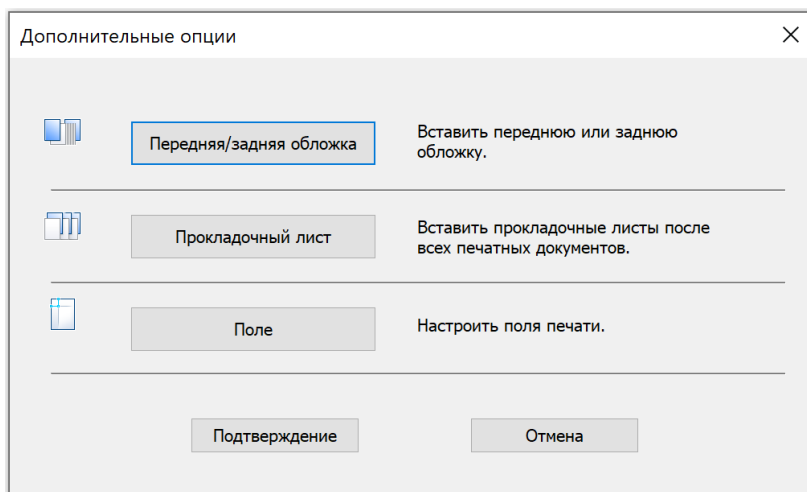 Дополнительные опции
Передняя/задняя обложка
Вставить переднюю или заднюю
обложку.
Прокладочный лист
Вставить прокладочные листы после
всех печатных документов.
Поле
Настроить поля печати.
Подтверждение
Отмена